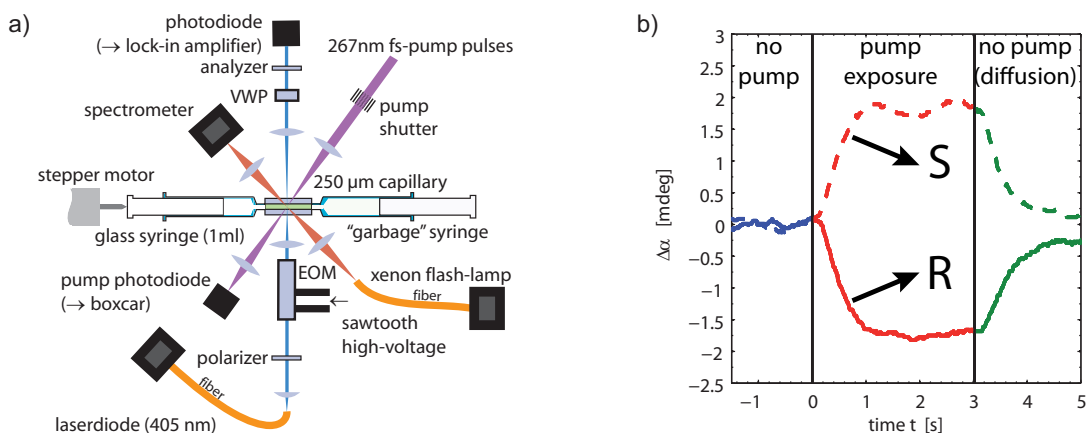 a)
photodiode
(→ lock-in amplifier)
analyzer
VWP
267nm fs-pump pulses
pump
shutter
spectrometer
stepper motor
250 μm capillary
glass syringe (1ml)
"garbage" syringe
pump photodiode
(→ boxcar)
EOM
xenon flash-lamp
fiber
←
sawtooth
high-voltage
polarizer
fiber
laserdiode (405 nm)
b)
no
pump
pump
exposure
no pump
(diffusion)
3
2.5
2
1.5
1
0.5
0
−0.5
−1
−1.5
−2
−2.5
Δα [mdeg]
S
R
−1
0
1
2
3
4
5
time t [s]